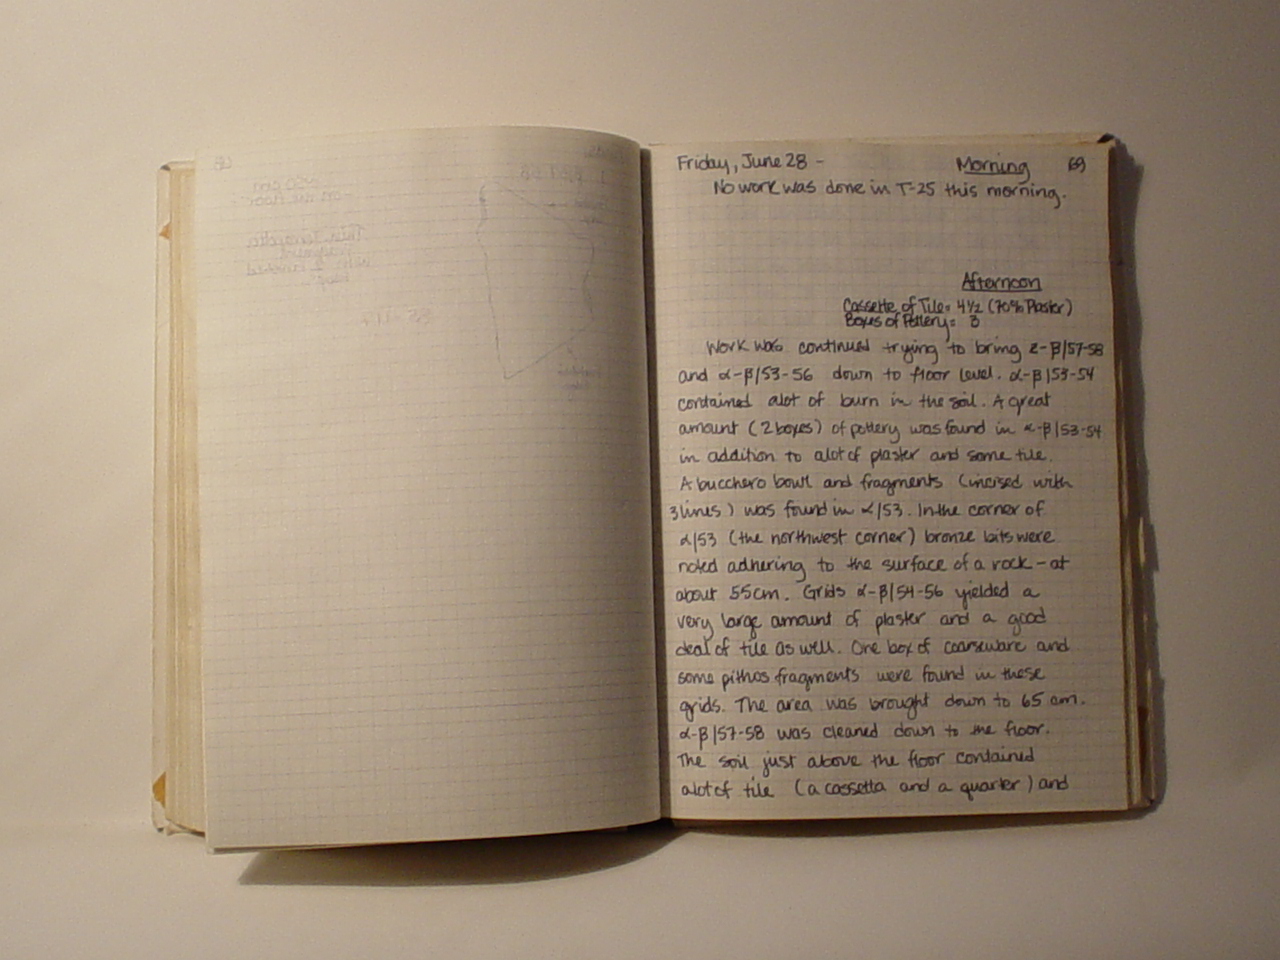 Friday, June 28 - Morning 69
No work was done in T-25 this morning.
Afternoon
Cassette of Tile= 4 1/2 (70% Plaster)
Boxes of Pottery= 3
Work was continued trying to bring z-β/57-58
and α-β/53-56 down to floor level. α-β/53-54
contained alot of burn in the soil. A great
amount (2 boxes) of pottery was found in α-β/53-54
in addition to alot of plaster and some tile.
A bucchero bowl and fragments (incised with
3 lines) was found in α/53. In the corner of
α/53 (the northwest corner) bronze bits were
noted adhering to the surface of a rock - at
about 55cm. Grids α-β/54-56 yielded a
very large amount of plaster and a good
deal of tile as well. One box of coarseware and
some pithos fragments were found in these
grids. The area was brought down to 65 cm.
α-β/57-58 was cleaned down to the floor.
The soil just above the floor contained
alot of tile (a cassetta and a quarter) and